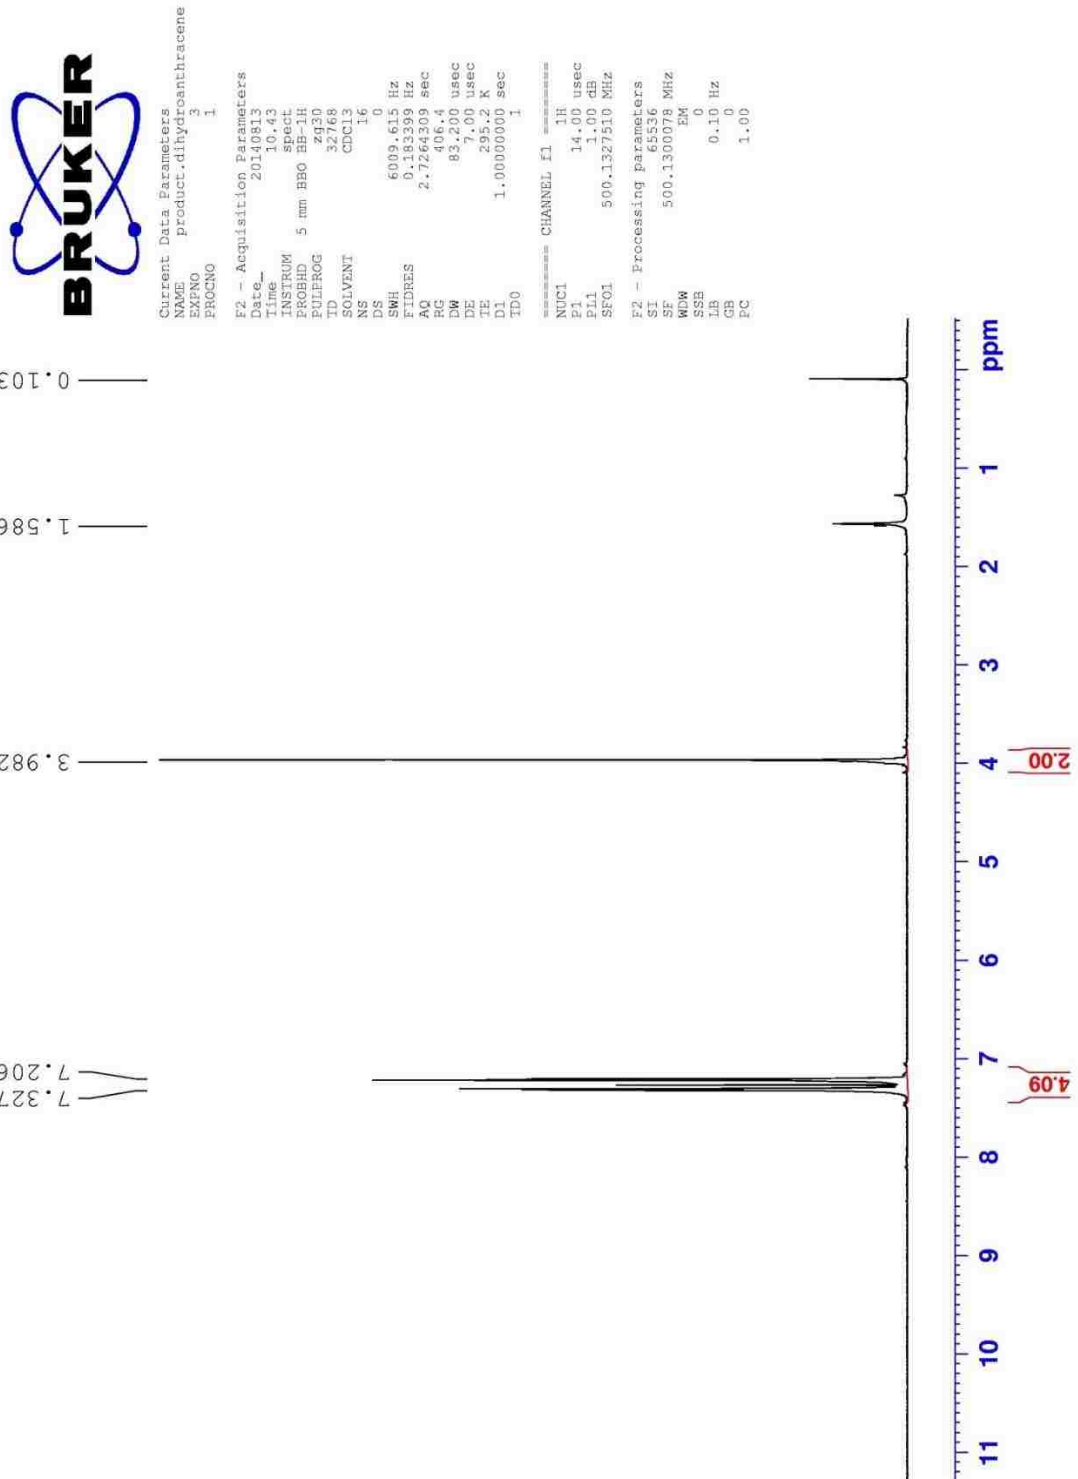 BRUKER
Current Data Parameters
NAME product.dihydroanthracene
EXPNO 3
PROCNO 1
F2 - Acquisition Parameters
Date_ 20140813
Time 10.43
INSTRUM spect
PROBHD 5 mm BBO BB-1H
PULPROG zg30
TD 32768
SOLVENT CDCl3
NS 16
DS 0
SWH 6009.615 Hz
FIDRES 0.183399 Hz
AQ 2.7264309 sec
RG 406.4
DW 83.200 usec
DE 7.00 usec
TE 295.2 K
D1 1.00000000 sec
TD0 1
======== CHANNEL f1 ========
NUC1 1H
P1 14.00 usec
PL1 1.00 dB
SFO1 500.1327510 MHz
F2 - Processing parameters
SI 65536
SF 500.1300078 MHz
WDW EM
SSB 0
LB 0.10 Hz
GB 0
PC 1.00
7.327
7.206
3.982
1.586
0.103
11 10 9 8 7 6 5 4 3 2 1 ppm
4.09
2.00